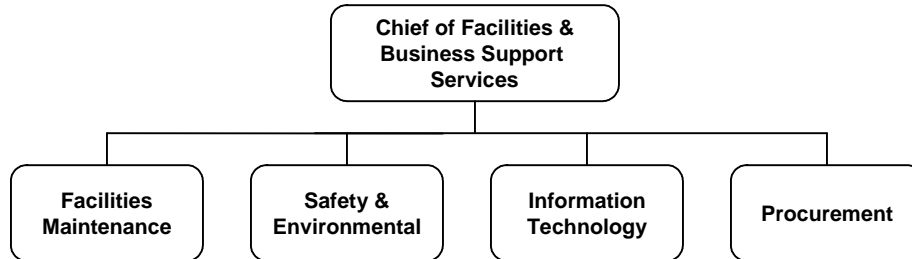 Chief of Facilities &
Business Support
Services
Facilities
Maintenance
Safety &
Environmental
Information
Technology
Procurement